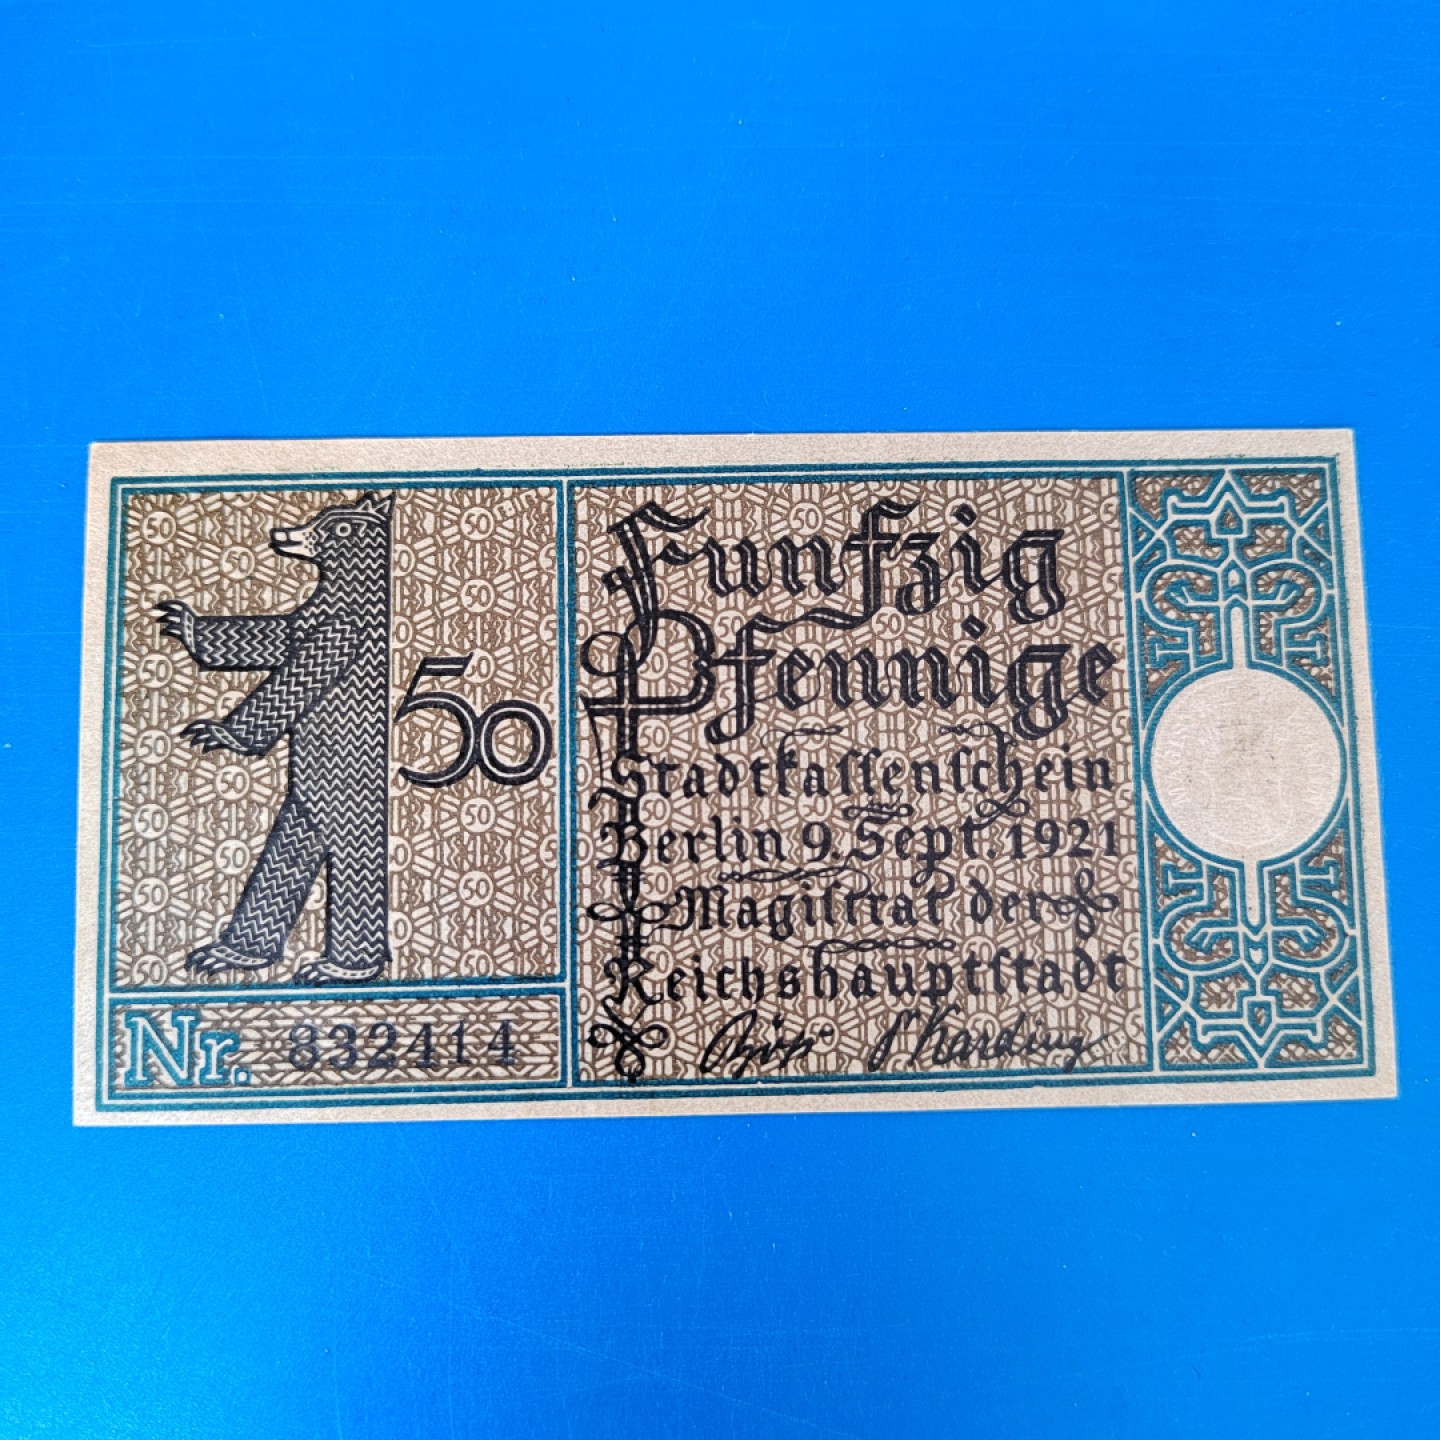 50
Nr. 832414
Funfzig
Pfennige
Stadtkaſſenſchein
Berlin 9. Sept. 1921
Magiſtrat der
Reichshauptſtadt